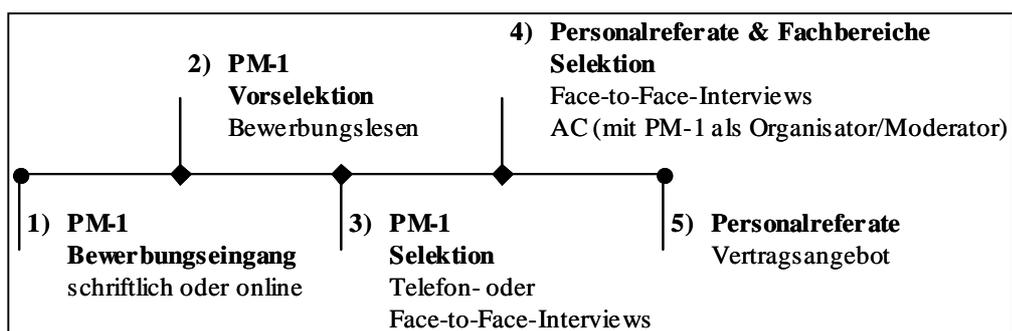 1) PM-1
Bewerbungseingang
schriftlich oder online
2) PM-1
Vorselektion
Bewerbungslesen
3) PM-1
Selektion
Telefon- oder
Face-to-Face-Interviews
4) Personalreferate & Fachbereiche
Selektion
Face-to-Face-Interviews
AC (mit PM-1 als Organisator/Moderator)
5) Personalreferate
Vertragsangebot